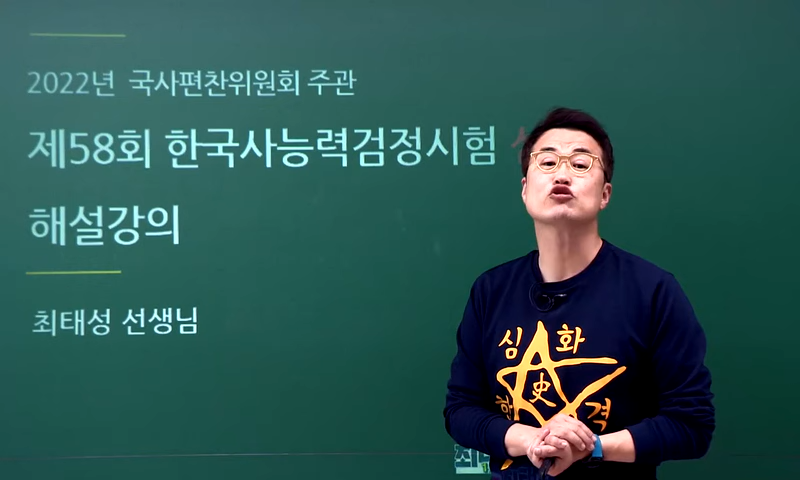 2022년 국사편찬위원회 주관
제58회 한국사능력검정시험
해설강의
최태성 선생님
심 화
史
한 격